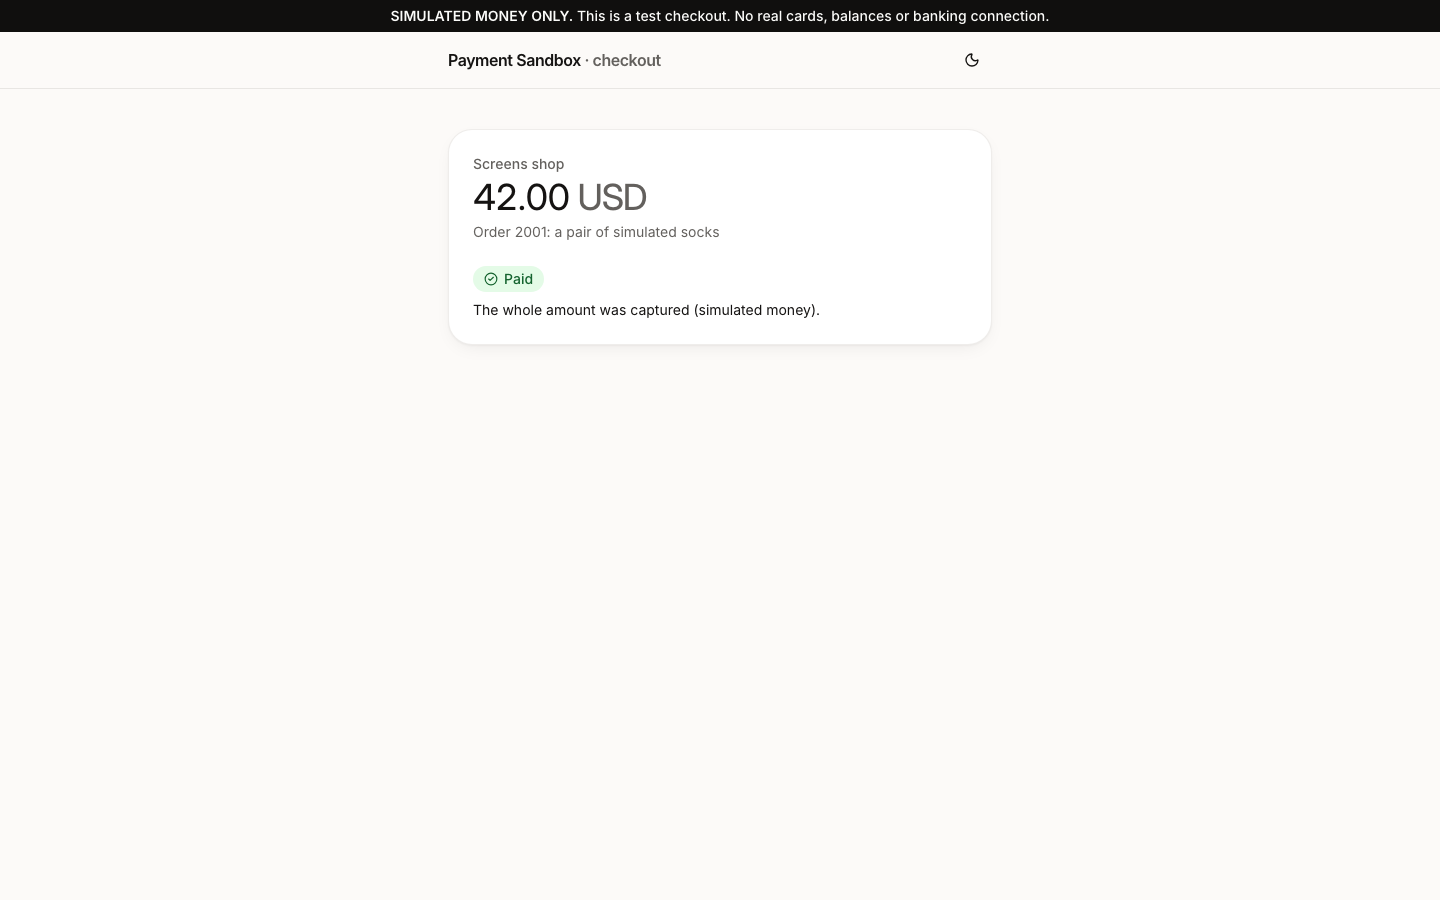 SIMULATED MONEY ONLY. This is a test checkout. No real cards, balances or banking connection.
Payment Sandbox · checkout
Screens shop
42.00 USD
Order 2001: a pair of simulated socks
Paid
The whole amount was captured (simulated money).